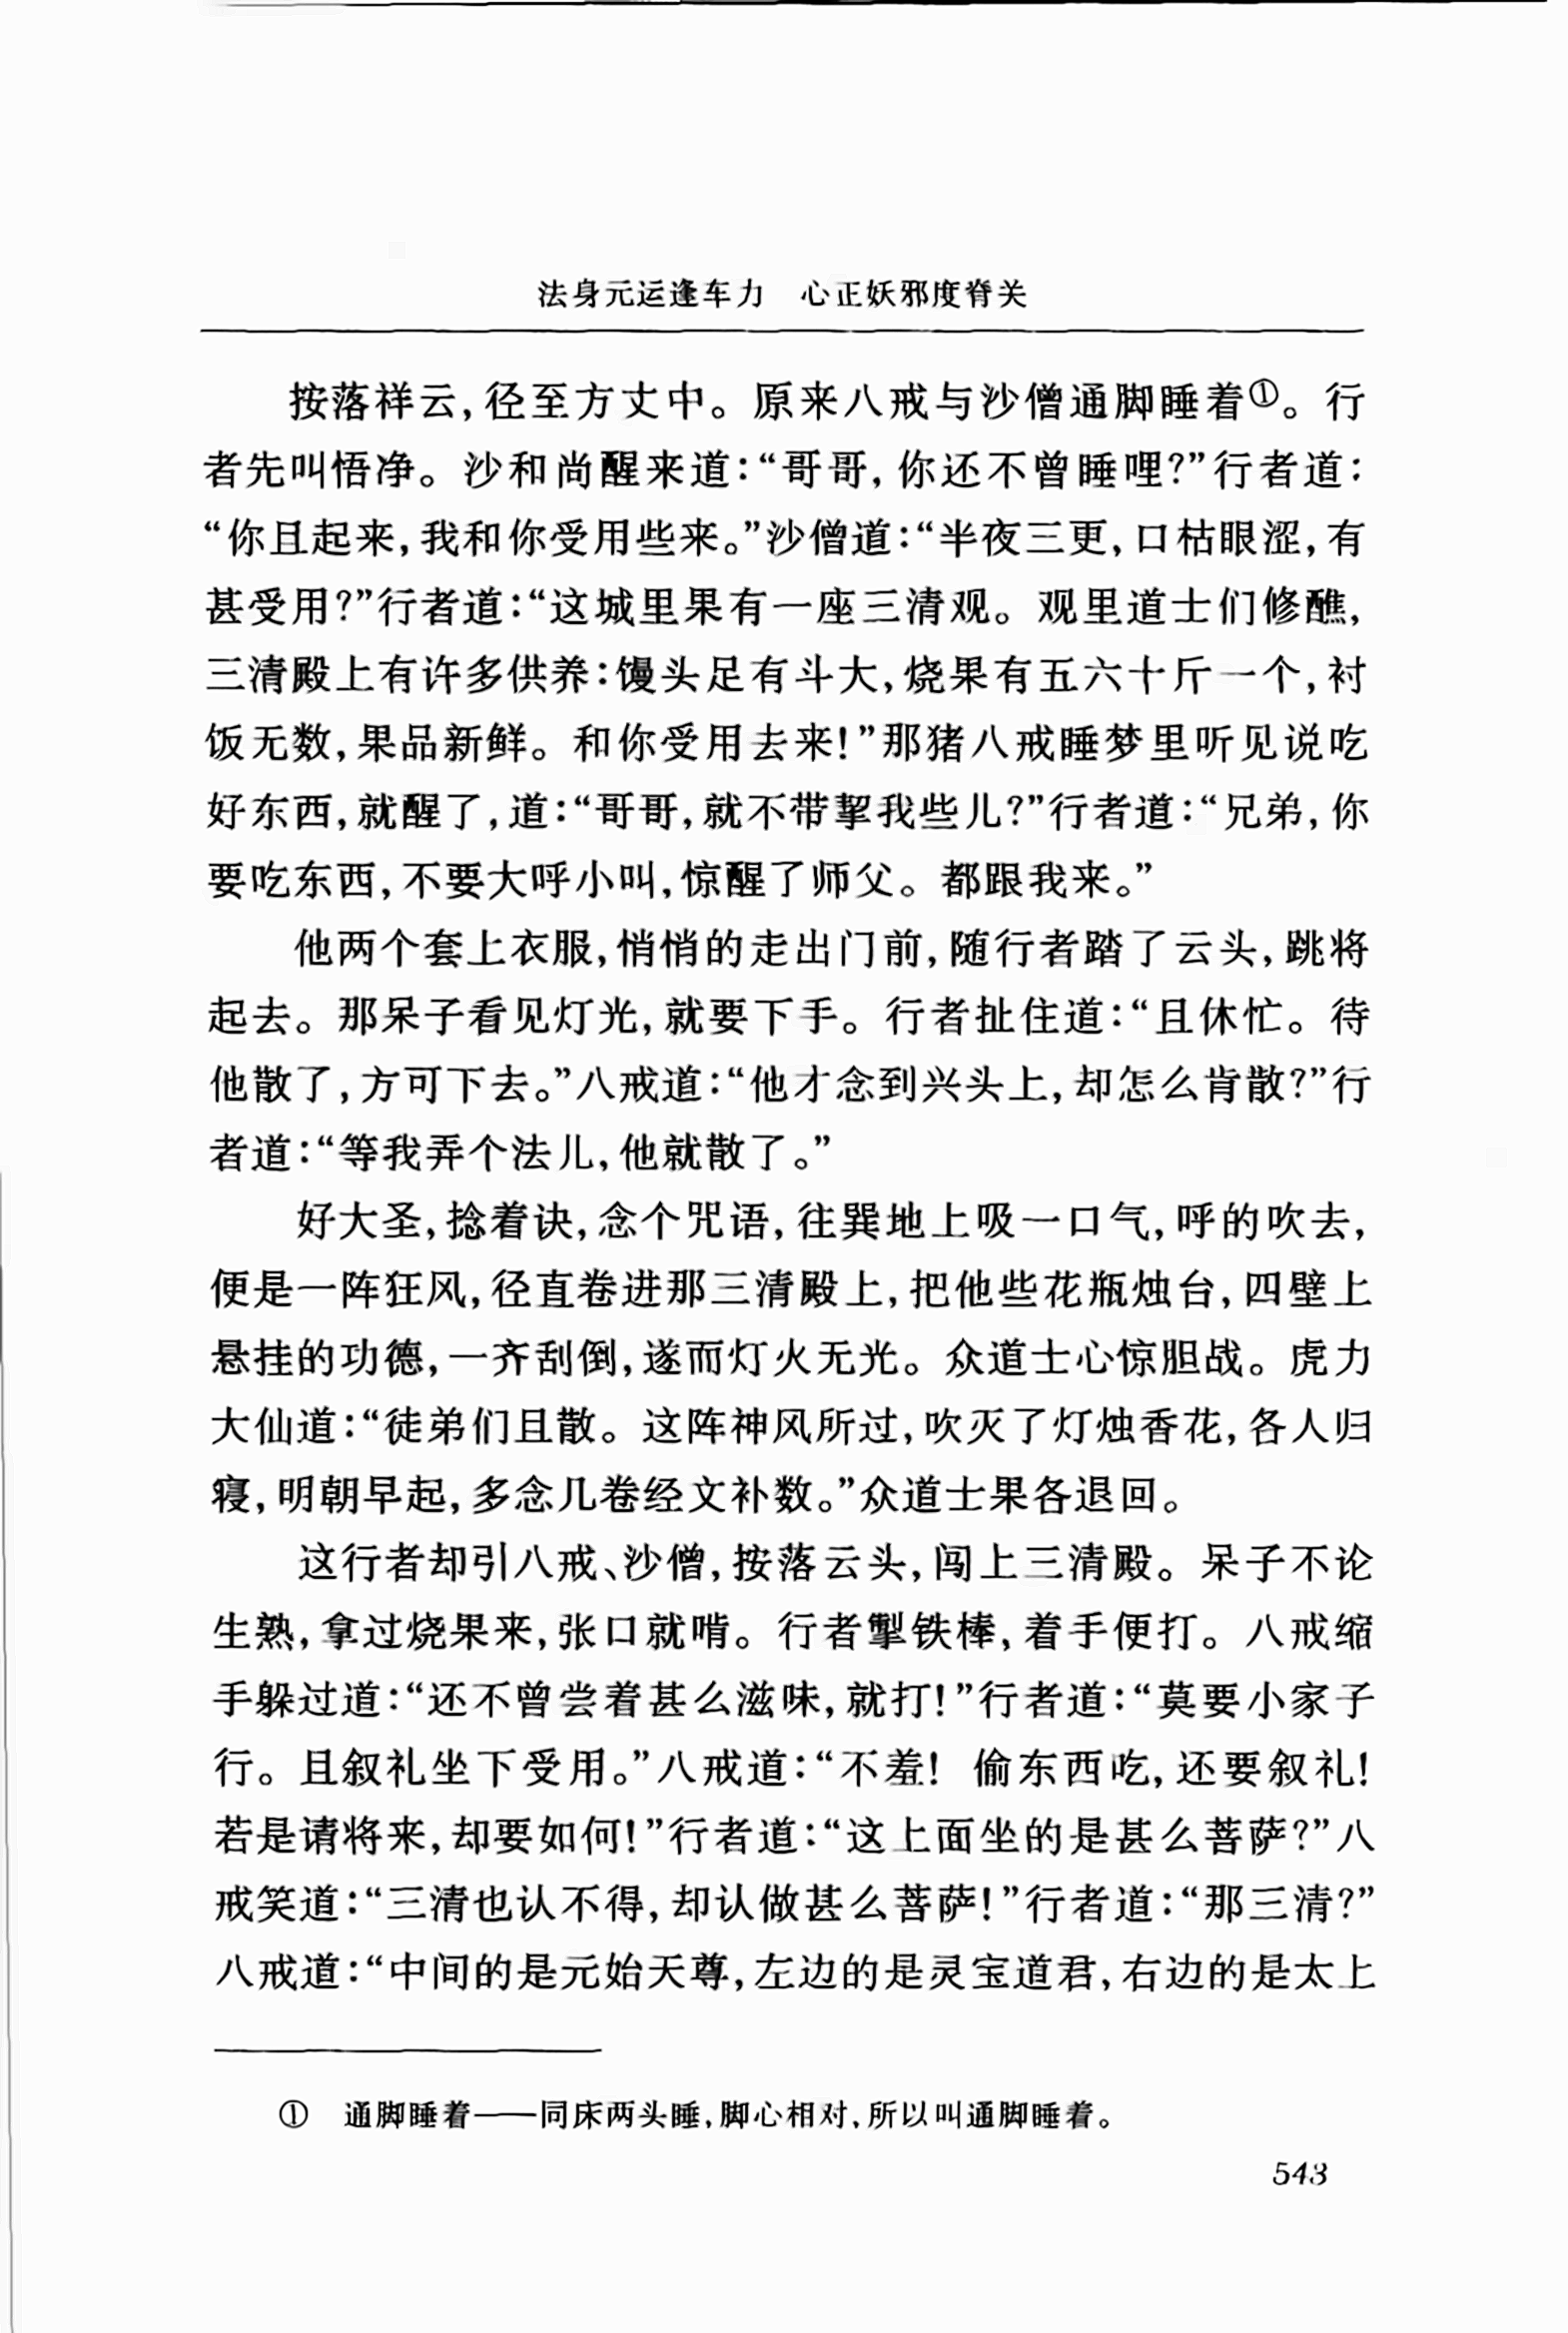 法身元运逢车力　心正妖邪度脊关
按落祥云,径至方丈中。原来八戒与沙僧通脚睡着①。行
者先叫悟净。沙和尚醒来道:“哥哥,你还不曾睡哩?”行者道:
“你且起来,我和你受用些来。”沙僧道:“半夜三更,口枯眼涩,有
甚受用?”行者道:“这城里果有一座三清观。观里道士们修醮,
三清殿上有许多供养:馒头足有斗大,烧果有五六十斤一个,衬
饭无数,果品新鲜。和你受用去来!”那猪八戒睡梦里听见说吃
好东西,就醒了,道:“哥哥,就不带挈我些儿?”行者道:“兄弟,你
要吃东西,不要大呼小叫,惊醒了师父。都跟我来。”
他两个套上衣服,悄悄的走出门前,随行者踏了云头,跳将
起去。那呆子看见灯光,就要下手。行者扯住道:“且休忙。待
他散了,方可下去。”八戒道:“他才念到兴头上,却怎么肯散?”行
者道:“等我弄个法儿,他就散了。”
好大圣,捻着诀,念个咒语,往巽地上吸一口气,呼的吹去,
便是一阵狂风,径直卷进那三清殿上,把他些花瓶烛台,四壁上
悬挂的功德,一齐刮倒,遂而灯火无光。众道士心惊胆战。虎力
大仙道:“徒弟们且散。这阵神风所过,吹灭了灯烛香花,各人归
寝,明朝早起,多念几卷经文补数。”众道士果各退回。
这行者却引八戒、沙僧,按落云头,闯上三清殿。呆子不论
生熟,拿过烧果来,张口就啃。行者掣铁棒,着手便打。八戒缩
手躲过道:“还不曾尝着甚么滋味,就打!”行者道:“莫要小家子
行。且叙礼坐下受用。”八戒道:“不羞! 偷东西吃,还要叙礼!
若是请将来,却要如何!”行者道:“这上面坐的是甚么菩萨?”八
戒笑道:“三清也认不得,却认做甚么菩萨!”行者道:“那三清?”
八戒道:“中间的是元始天尊,左边的是灵宝道君,右边的是太上
①　通脚睡着——同床两头睡,脚心相对,所以叫通脚睡着。
543